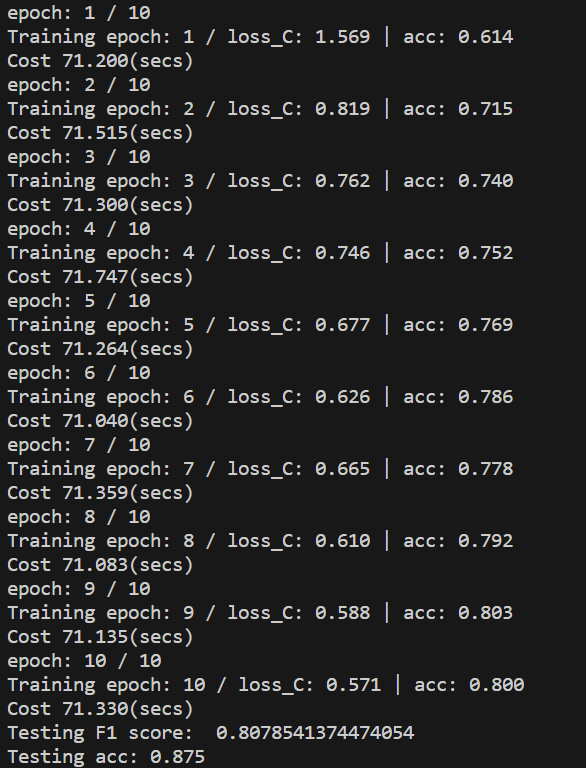 epoch: 1 / 10
Training epoch: 1 / loss_C: 1.569 | acc: 0.614
Cost 71.200(secs)
epoch: 2 / 10
Training epoch: 2 / loss_C: 0.819 | acc: 0.715
Cost 71.515(secs)
epoch: 3 / 10
Training epoch: 3 / loss_C: 0.762 | acc: 0.740
Cost 71.300(secs)
epoch: 4 / 10
Training epoch: 4 / loss_C: 0.746 | acc: 0.752
Cost 71.747(secs)
epoch: 5 / 10
Training epoch: 5 / loss_C: 0.677 | acc: 0.769
Cost 71.264(secs)
epoch: 6 / 10
Training epoch: 6 / loss_C: 0.626 | acc: 0.786
Cost 71.040(secs)
epoch: 7 / 10
Training epoch: 7 / loss_C: 0.665 | acc: 0.778
Cost 71.359(secs)
epoch: 8 / 10
Training epoch: 8 / loss_C: 0.610 | acc: 0.792
Cost 71.083(secs)
epoch: 9 / 10
Training epoch: 9 / loss_C: 0.588 | acc: 0.803
Cost 71.135(secs)
epoch: 10 / 10
Training epoch: 10 / loss_C: 0.571 | acc: 0.800
Cost 71.330(secs)
Testing F1 score:  0.8078541374474054
Testing acc: 0.875